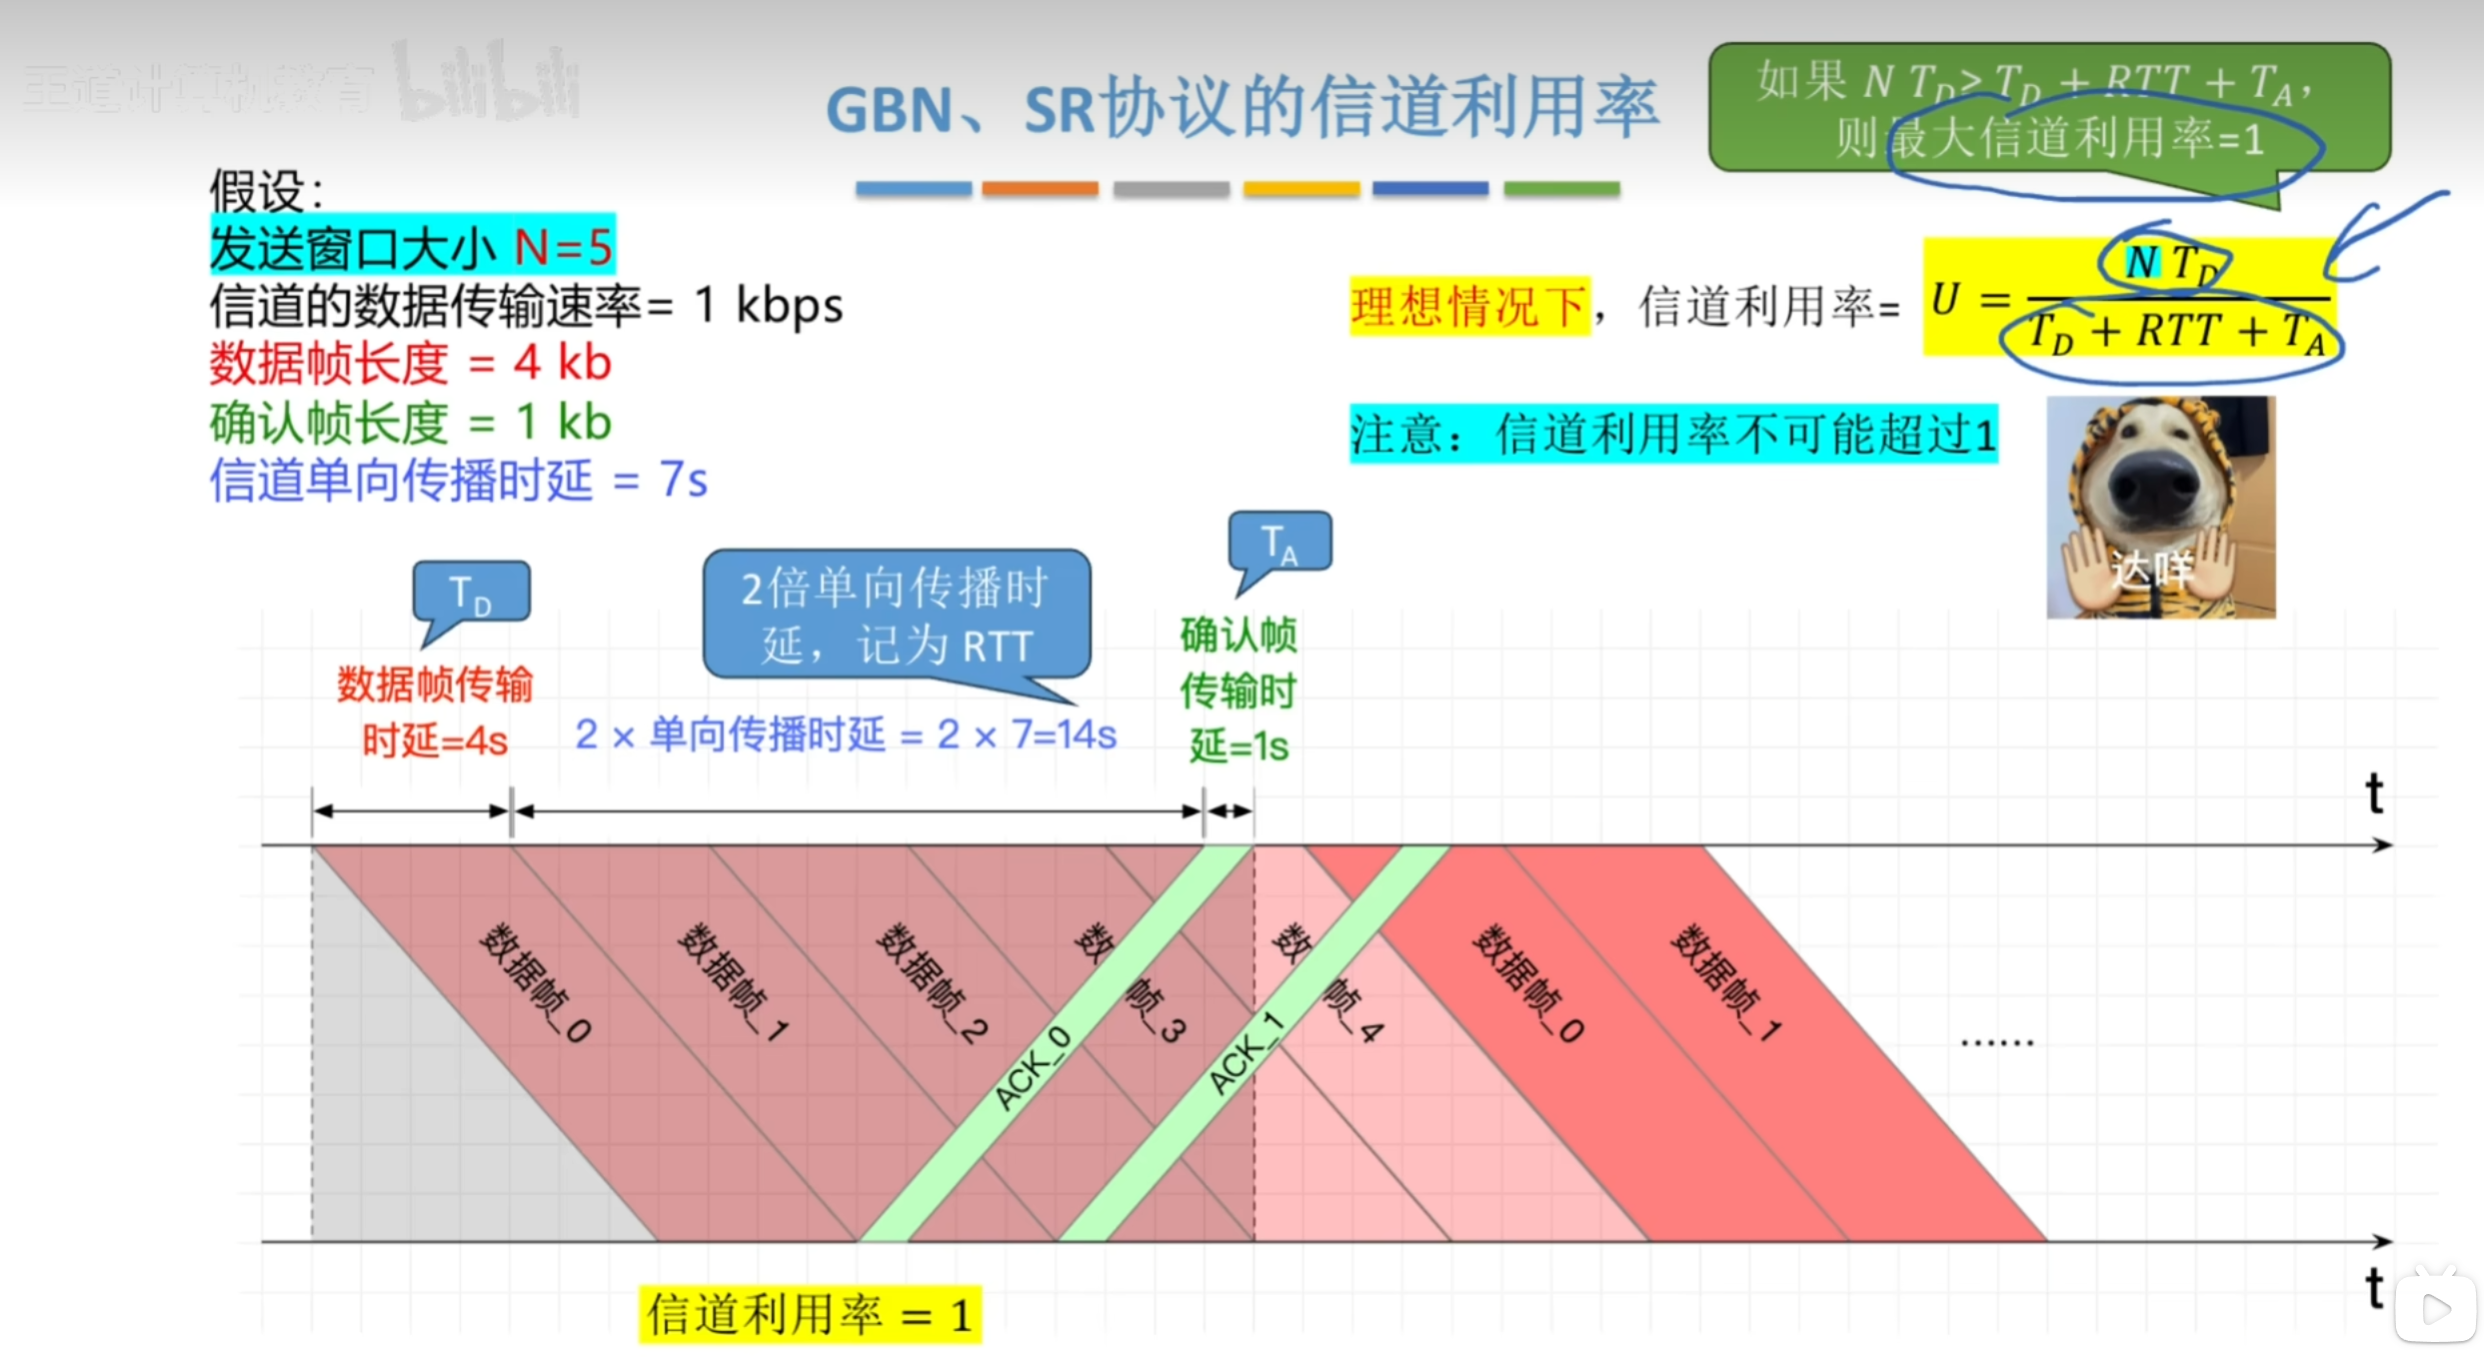 王道计算机教育 bilibili
GBN、SR协议的信道利用率
如果 N T_D ≥ T_D + RTT + T_A，
则最大信道利用率=1
假设：
发送窗口大小 N=5
信道的数据传输速率= 1 kbps
数据帧长度 = 4 kb
确认帧长度 = 1 kb
信道单向传播时延 = 7s
理想情况下，信道利用率=
U = N T_D / T_D + RTT + T_A
注意：信道利用率不可能超过1
达咩
T_D
2倍单向传播时
延，记为 RTT
T_A
数据帧传输
时延=4s
2 × 单向传播时延 = 2 × 7=14s
确认帧
传输时
延=1s
t
数据帧_0
数据帧_1
数据帧_2
数 帧_3
数 帧_4
数据帧_0
数据帧_1
ACK_0
ACK_1
……
t
信道利用率 = 1